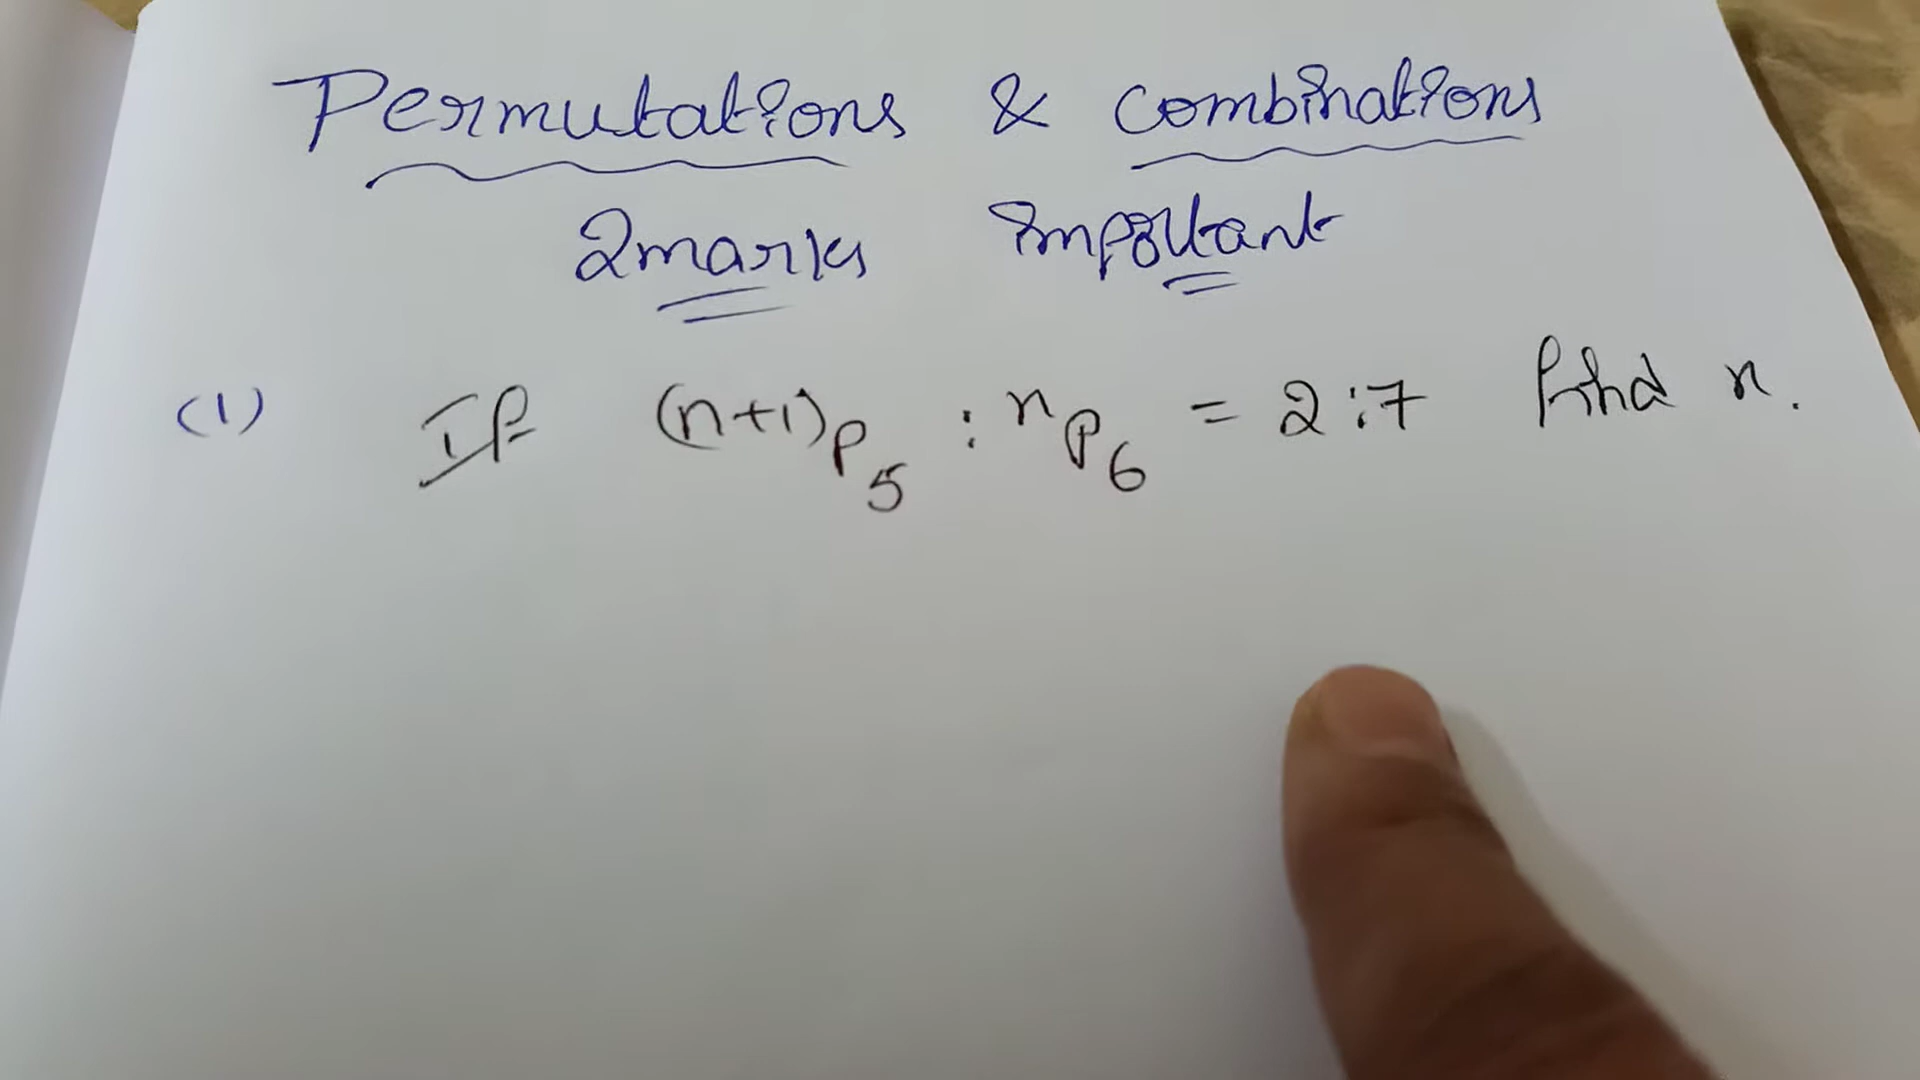 Permutations & Combinations
2marks Important
(1) If (n+1)P₅ : nP₆ = 2:7 find n.